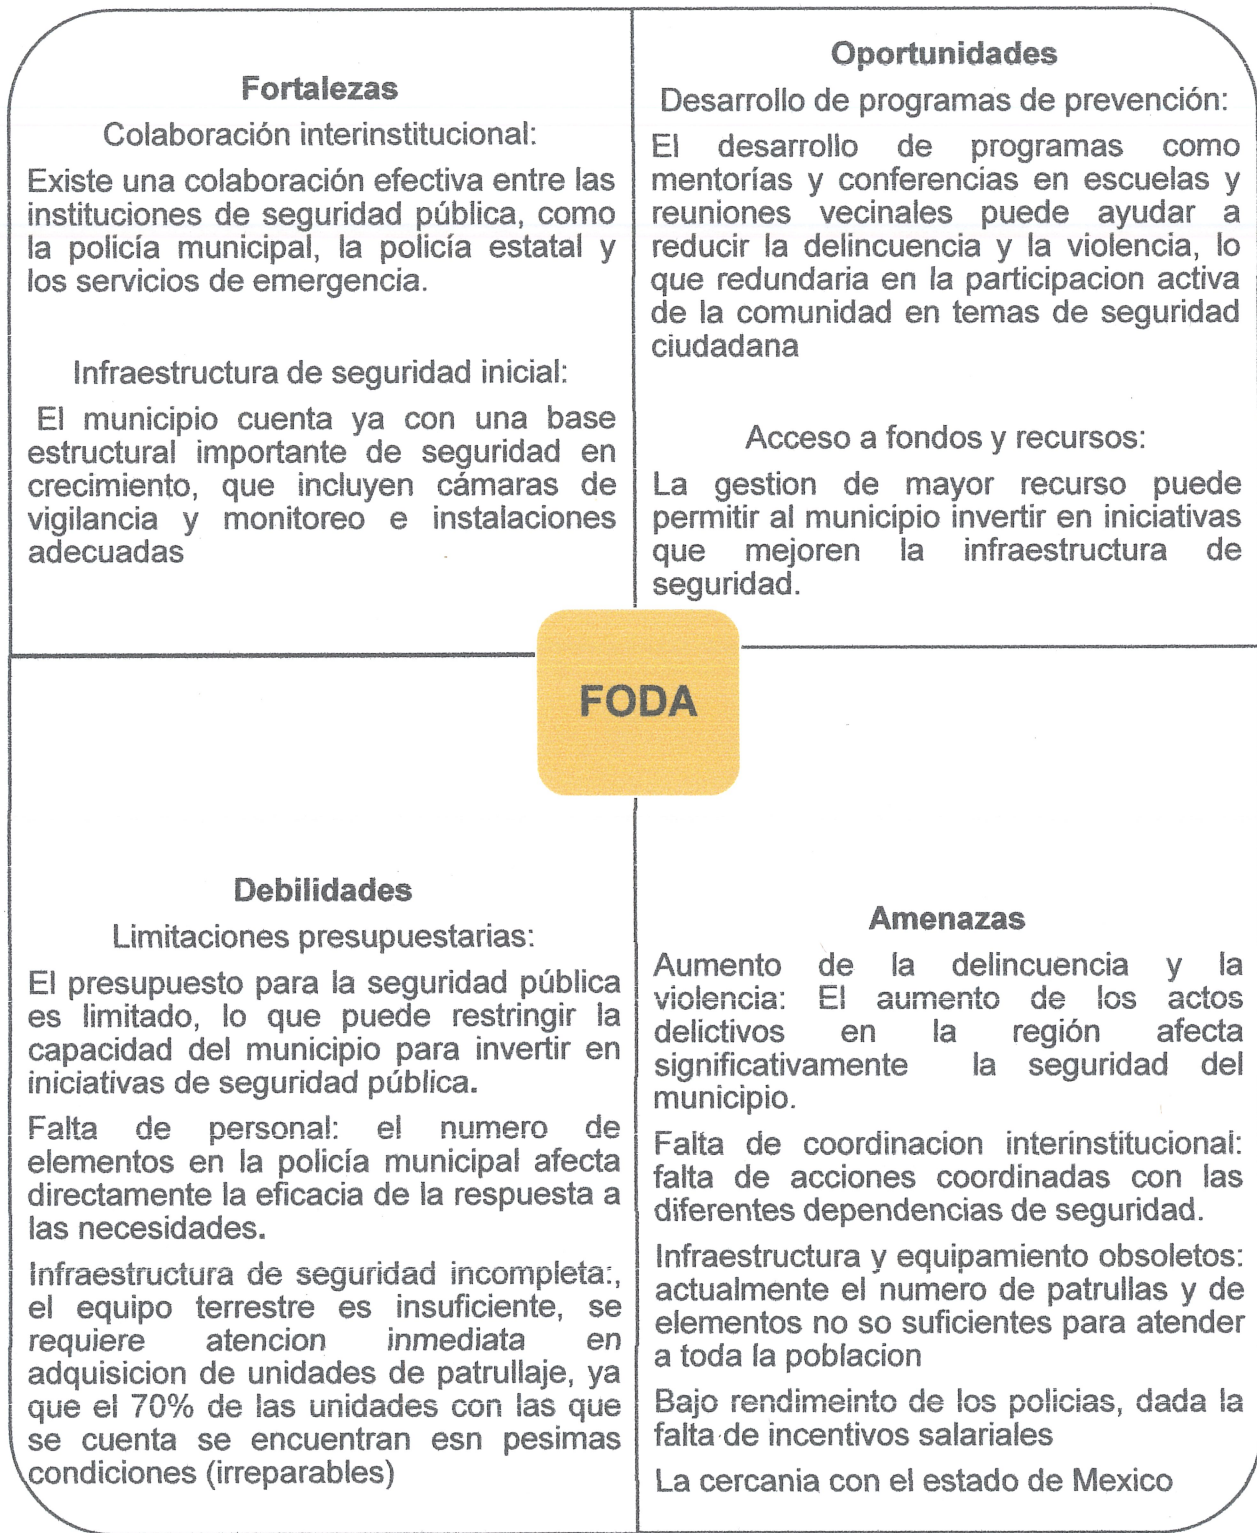 Fortalezas
Colaboración interinstitucional:
Existe una colaboración efectiva entre las
instituciones de seguridad pública, como
la policía municipal, la policía estatal y
los servicios de emergencia.
Infraestructura de seguridad inicial:
El municipio cuenta ya con una base
estructural importante de seguridad en
crecimiento, que incluyen cámaras de
vigilancia y monitoreo e instalaciones
adecuadas
Oportunidades
Desarrollo de programas de prevención:
El desarrollo de programas como
mentorías y conferencias en escuelas y
reuniones vecinales puede ayudar a
reducir la delincuencia y la violencia, lo
que redundaria en la participacion activa
de la comunidad en temas de seguridad
ciudadana
Acceso a fondos y recursos:
La gestion de mayor recurso puede
permitir al municipio invertir en iniciativas
que mejoren la infraestructura de
seguridad.
FODA
Debilidades
Limitaciones presupuestarias:
El presupuesto para la seguridad pública
es limitado, lo que puede restringir la
capacidad del municipio para invertir en
iniciativas de seguridad pública.
Falta de personal: el numero de
elementos en la policía municipal afecta
directamente la eficacia de la respuesta a
las necesidades.
Infraestructura de seguridad incompleta:,
el equipo terrestre es insuficiente, se
requiere atencion inmediata en
adquisicion de unidades de patrullaje, ya
que el 70% de las unidades con las que
se cuenta se encuentran esn pesimas
condiciones (irreparables)
Amenazas
Aumento de la delincuencia y la
violencia: El aumento de los actos
delictivos en la región afecta
significativamente la seguridad del
municipio.
Falta de coordinacion interinstitucional:
falta de acciones coordinadas con las
diferentes dependencias de seguridad.
Infraestructura y equipamiento obsoletos:
actualmente el numero de patrullas y de
elementos no so suficientes para atender
a toda la poblacion
Bajo rendimeinto de los policias, dada la
falta de incentivos salariales
La cercania con el estado de Mexico